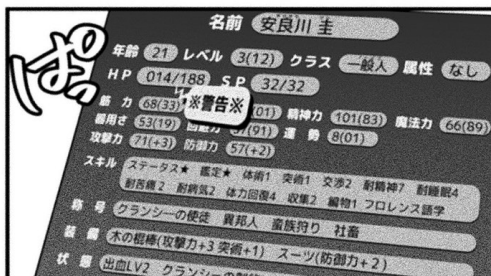 ぱっ
名前 安良川 圭
年齢 21 レベル 3(12) クラス 一般人 属性 なし
HP 014/188 SP 32/32
※警告※
筋力 68(33) 01) 精神力 101(83) 魔法力 66(89)
器用さ 53(19) 91) 運勢 8(01)
攻撃力 71(+3) 防御力 57(+2)
スキル ステータス★ 鑑定★ 体術1 突術1 交渉2 耐精神7 耐睡眠4
耐苦痛2 耐病気2 体力回復4 収集2 編物1 フロレンス語学
称号 クランシーの使徒 異邦人 蛮族狩り 社畜
装備 木の棍棒(攻撃力+3 突術+1) スーツ(防御力+2)
状態 出血LV2 クランシーの